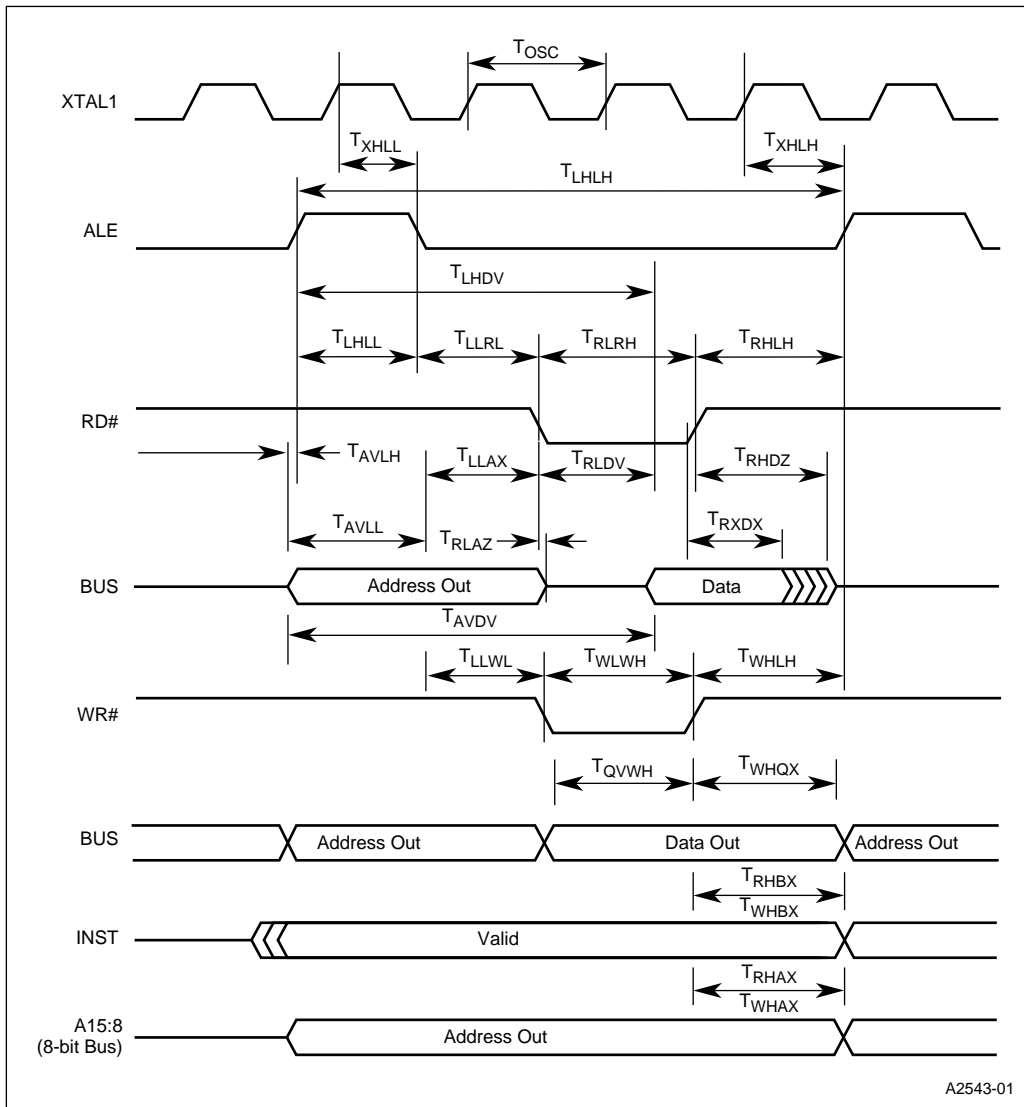 TOSC
XTAL1
TXHLL
TXHLH
TLHLH
ALE
TLHDV
TLHLL TLLRL TRLRH TRHLH
RD#
TAVLH
TLLAX TRLDV TRHDZ
TAVLL TRLAZ TRXDX
BUS Address Out Data
TAVDV
TLLWL TWLWH TWHLH
WR#
TQVWH TWHQX
BUS Address Out Data Out Address Out
TRHBX
TWHBX
INST Valid
TRHAX
TWHAX
A15:8
(8-bit Bus) Address Out
A2543-01